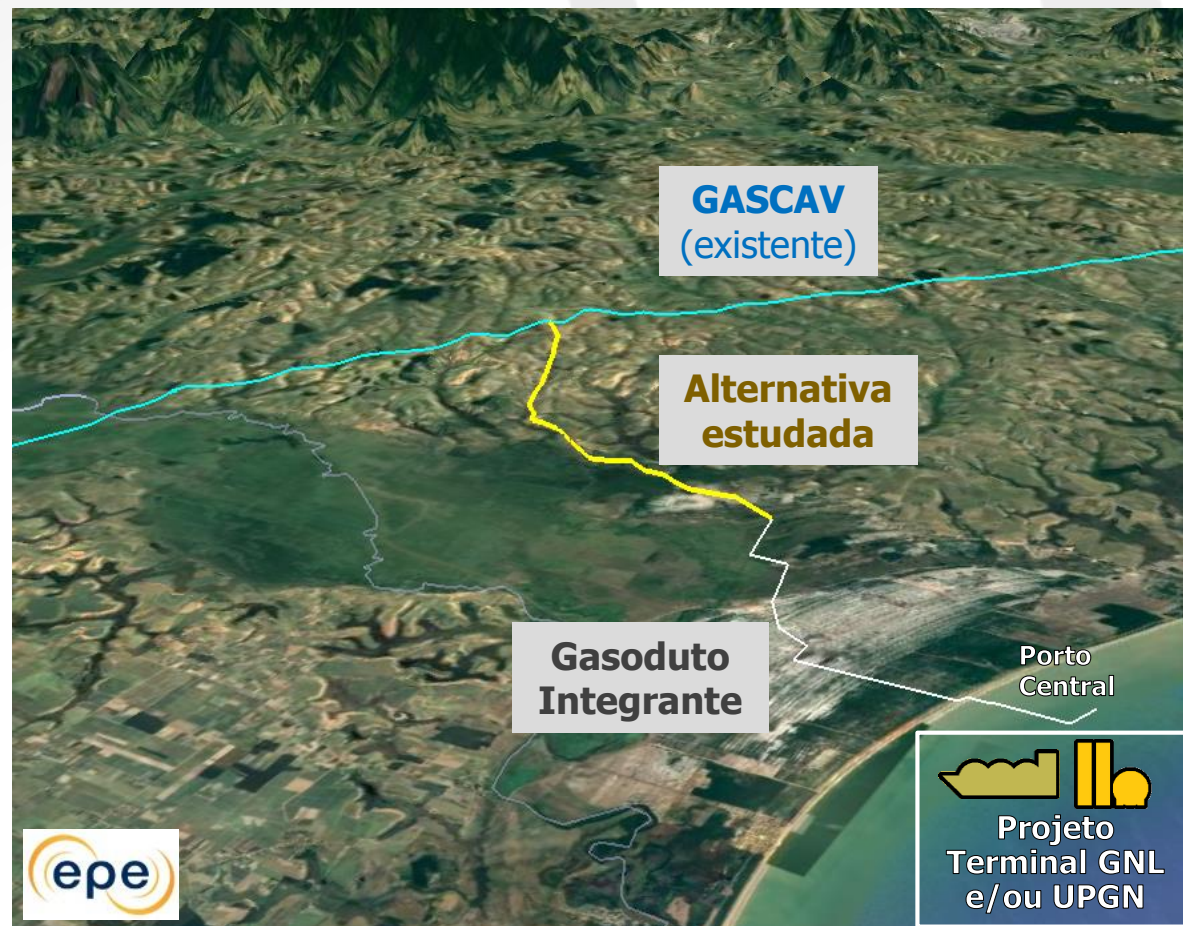 GASCAV
(existente)
Alternativa
estudada
Gasoduto
Integrante
Porto
Central
Projeto
Terminal GNL
e/ou UPGN
epe